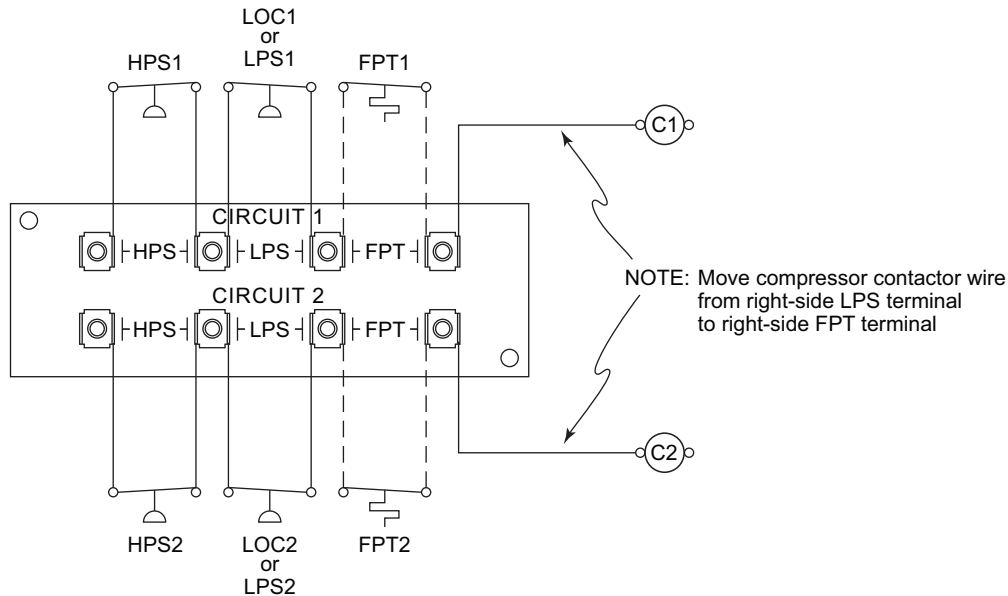 LOC1
or
LPS1
HPS1
FPT1
C1
CIRCUIT 1
HPS
LPS
FPT
NOTE: Move compressor contactor wire
from right-side LPS terminal
to right-side FPT terminal
CIRCUIT 2
HPS
LPS
FPT
C2
HPS2
LOC2
or
LPS2
FPT2